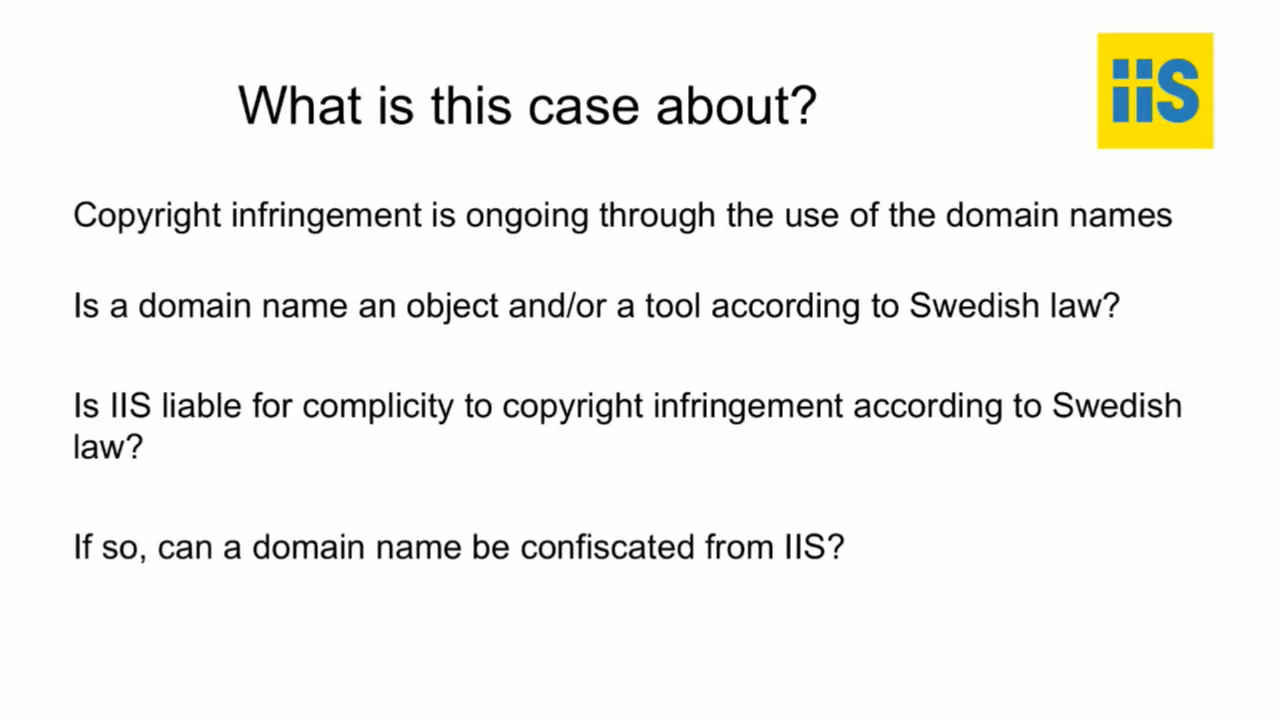 What is this case about?
iis
Copyright infringement is ongoing through the use of the domain names
Is a domain name an object and/or a tool according to Swedish law?
Is IIS liable for complicity to copyright infringement according to Swedish
law?
If so, can a domain name be confiscated from IIS?